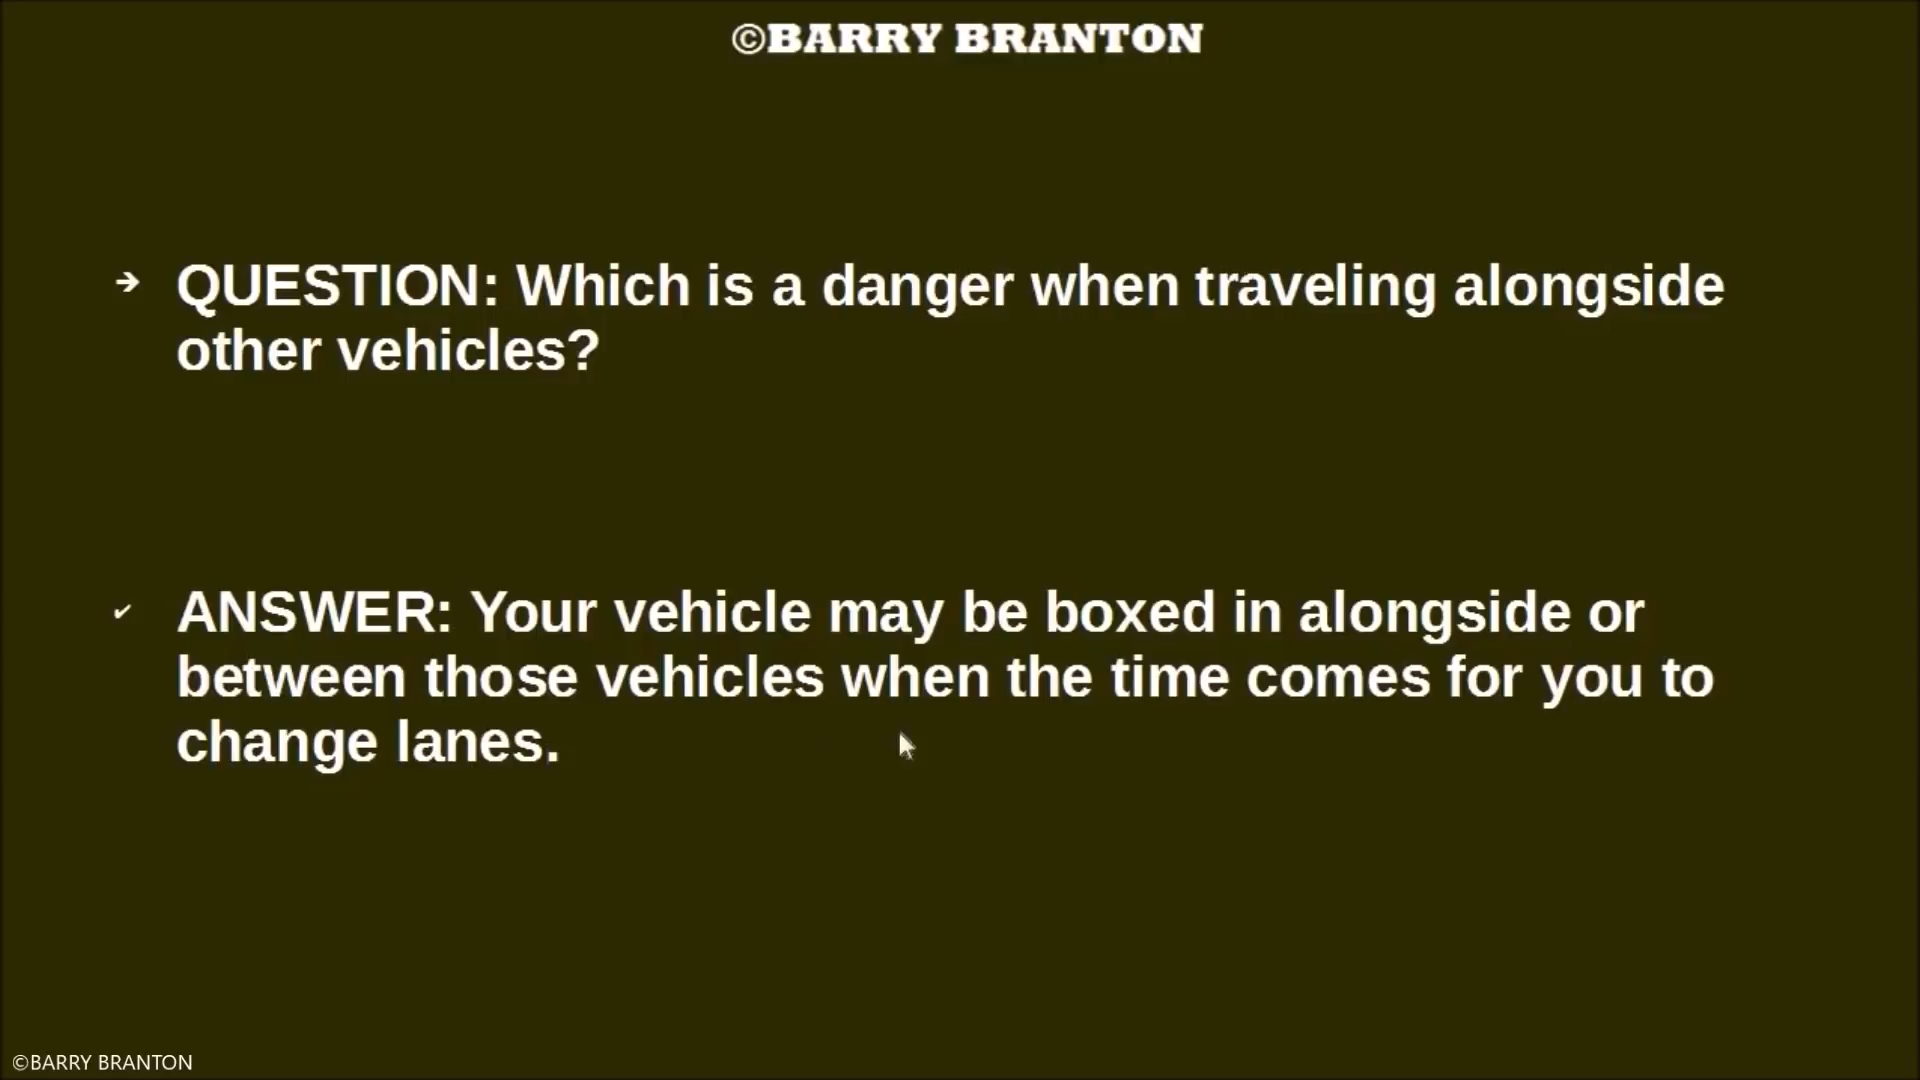 ©BARRY BRANTON
➔ QUESTION: Which is a danger when traveling alongside
other vehicles?
✔ ANSWER: Your vehicle may be boxed in alongside or
between those vehicles when the time comes for you to
change lanes.
©BARRY BRANTON